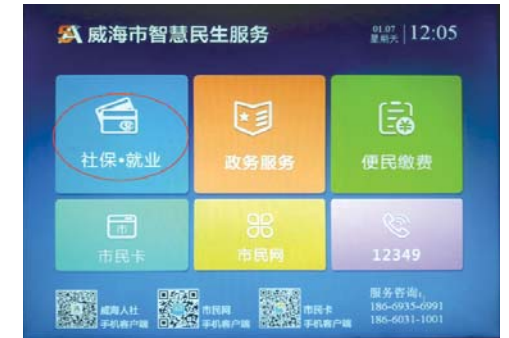 威海市智慧民生服务
01.07
星期天
12:05
社保•就业
政务服务
便民缴费
市
市民卡
市民网
12349
威海人社
手机客户端
市民网
手机客户端
市民卡
手机客户端
服务咨询:
186-6935-6991
186-6031-1001